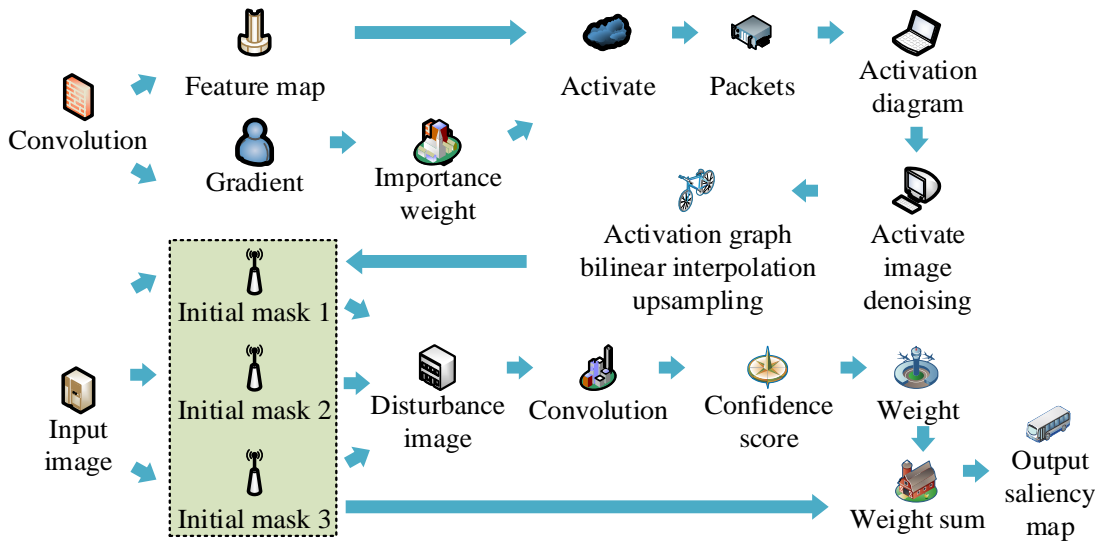 Feature map
Activate
Packets
Activation
diagram
Convolution
Gradient
Importance
weight
Activation graph
bilinear interpolation
upsampling
Activate
image
denoising
Initial mask 1
Initial mask 2
Initial mask 3
Input
image
Disturbance
image
Convolution
Confidence
score
Weight
Weight sum
Output
saliency
map